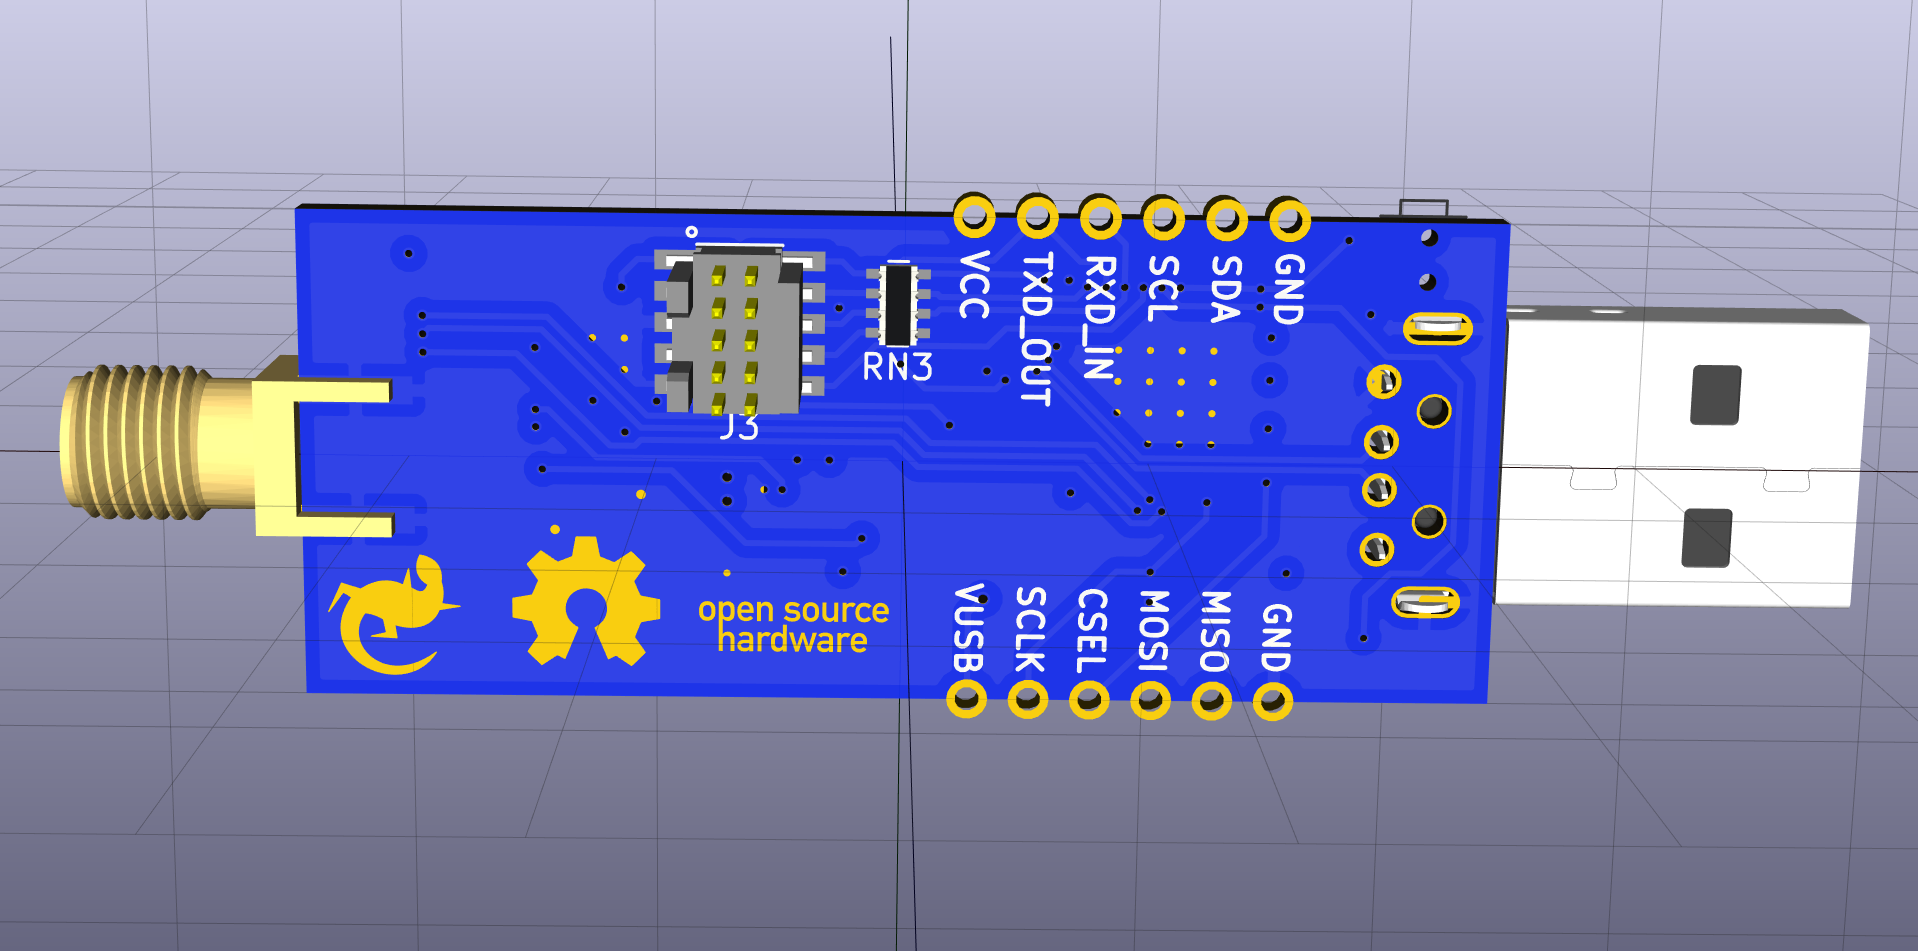 VCC
TXD_OUT
RXD_IN
SCL
SDA
GND
RN3
J3
open source
hardware
VUSB
SCLK
CSEL
MOSI
MISO
GND